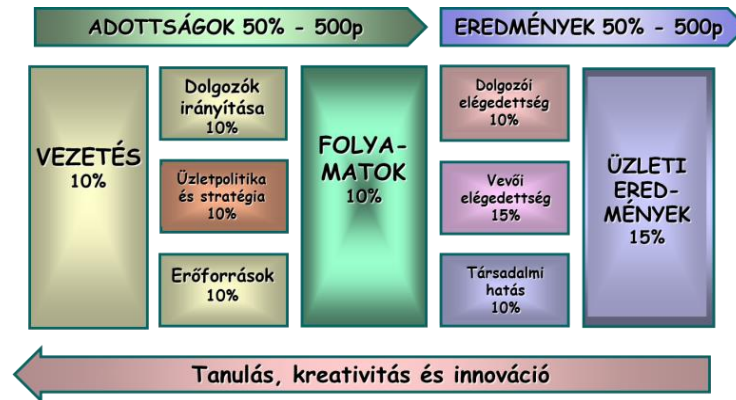 ADOTTSÁGOK 50% - 500p
EREDMÉNYEK 50% - 500p
VEZETÉS
10%
Dolgozók
irányítása
10%
Üzletpolitika
és stratégia
10%
Erőforrások
10%
FOLYA-
MATOK
10%
Dolgozói
elégedettség
10%
Vevői
elégedettség
15%
Társadalmi
hatás
10%
ÜZLETI
ERED-
MÉNYEK
15%
Tanulás, kreativitás és innováció